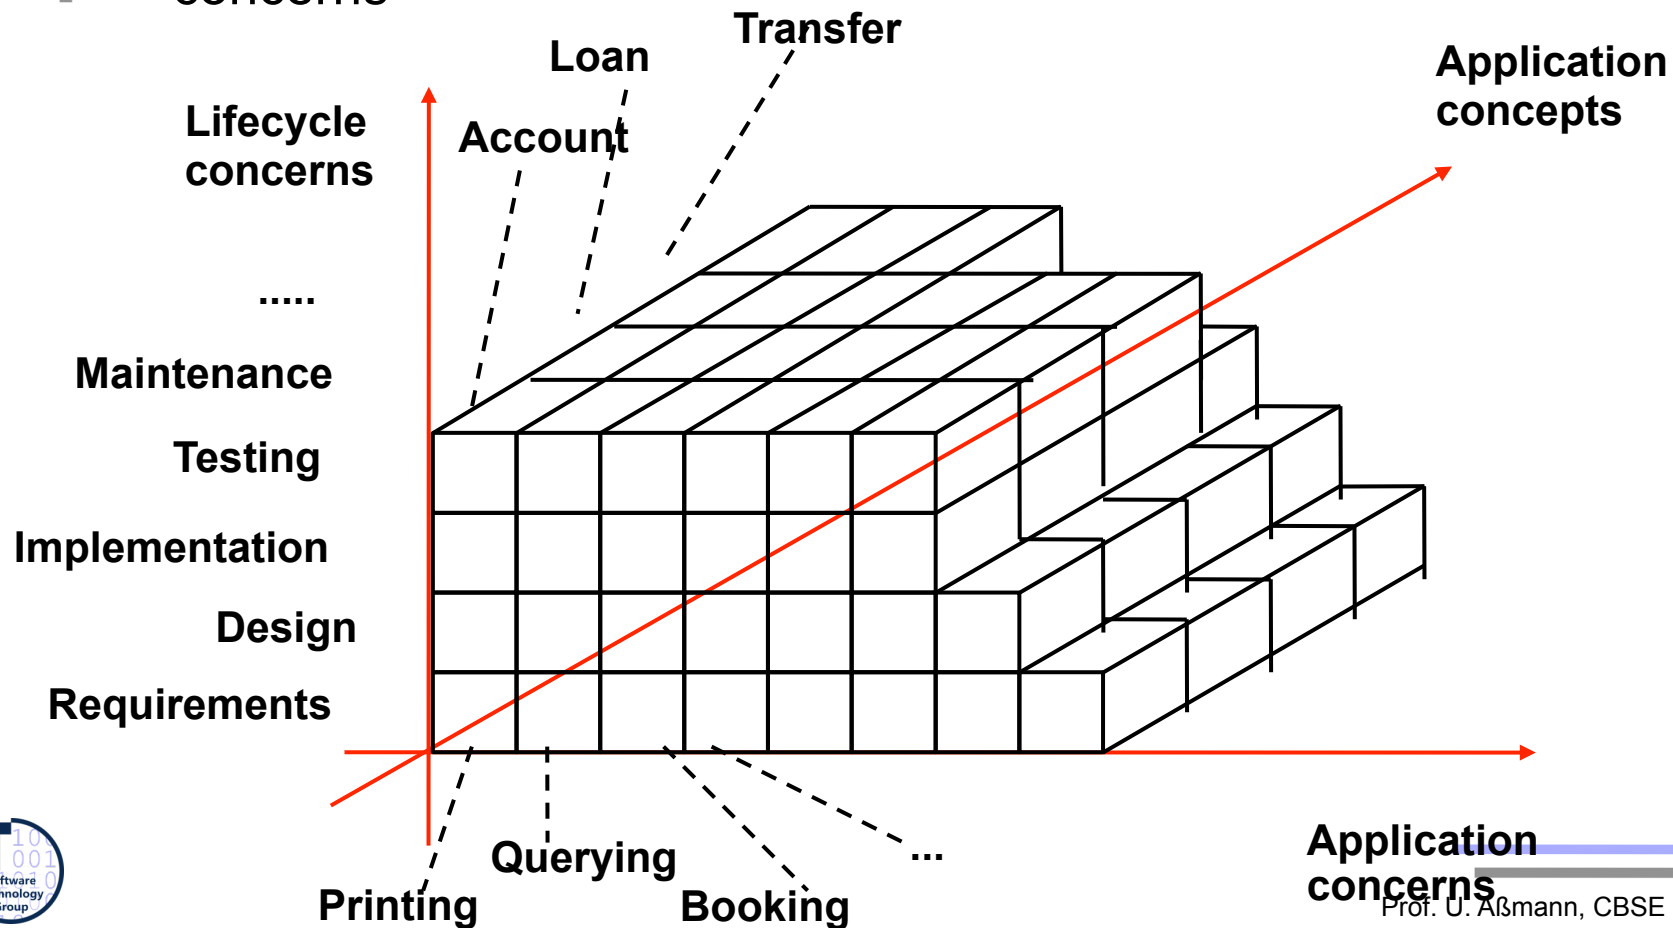 concerns
Transfer
Loan
Application
concepts
Lifecycle
concerns
Account
.....
Maintenance
Testing
Implementation
Design
Requirements
Querying
...
Printing
Booking
Application
concerns
Prof. U. Aßmann, CBSE